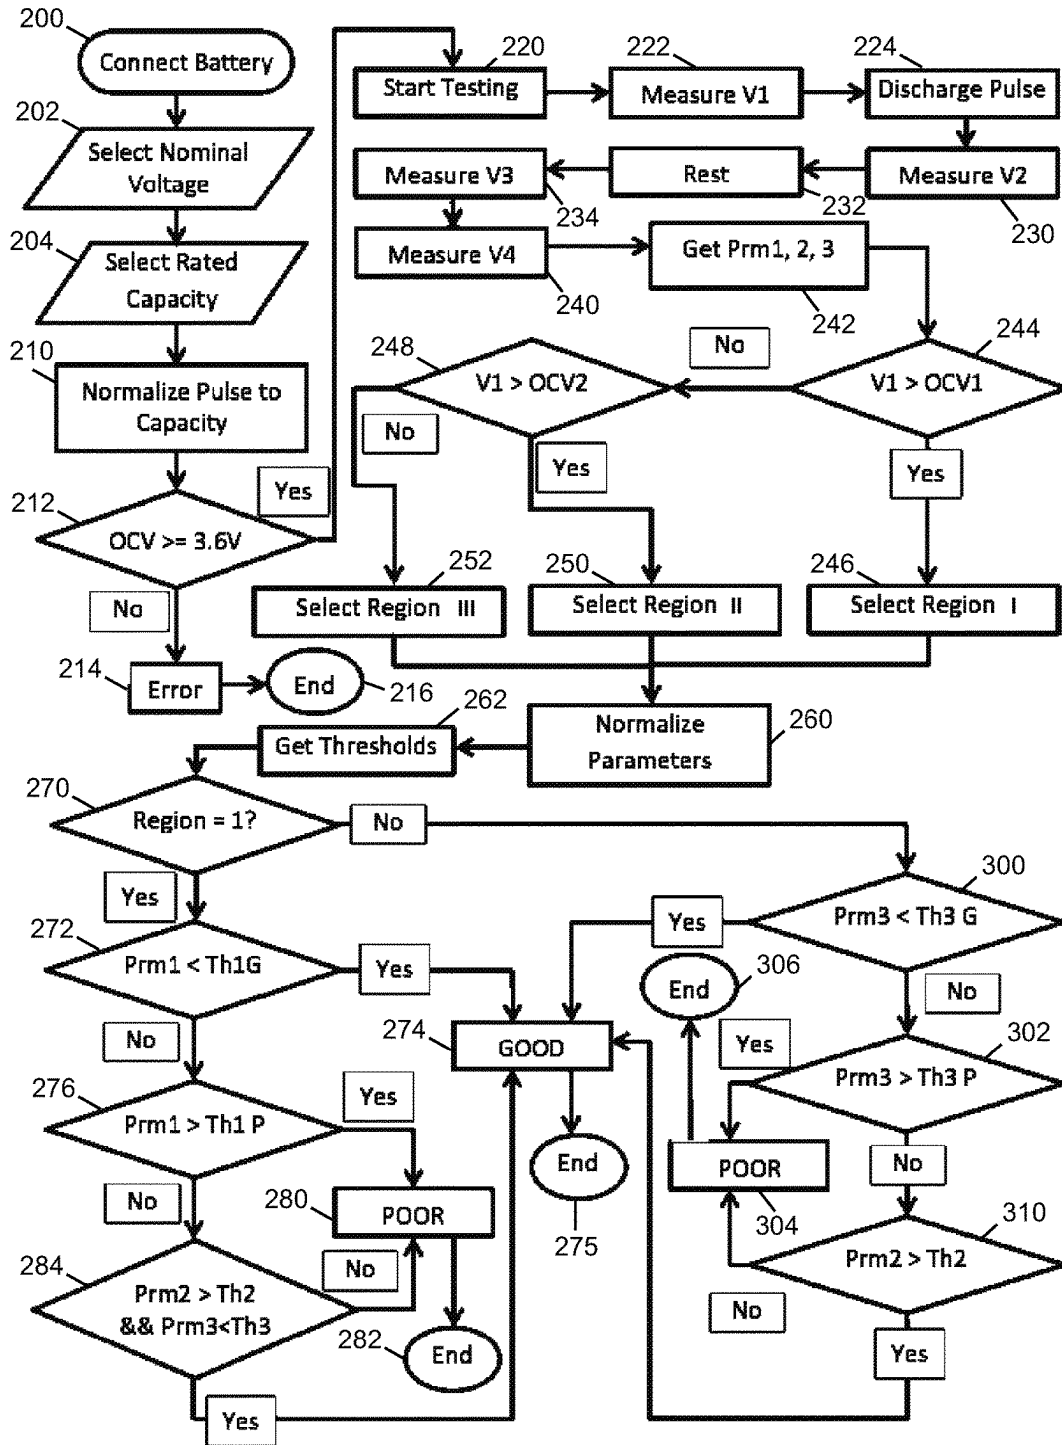 200
Connect Battery
202
Select Nominal
Voltage
204
Select Rated
Capacity
210
Normalize Pulse to
Capacity
212
OCV >= 3.6V
Yes
No
214
Error
End
216
220
Start Testing
222
Measure V1
224
Discharge Pulse
Measure V2
230
Rest
232
Measure V3
234
Measure V4
240
Get Prm1, 2, 3
242
244
V1 > OCV1
No
Yes
248
V1 > OCV2
No
Yes
252
Select Region III
250
Select Region II
246
Select Region I
Normalize
Parameters
260
262
Get Thresholds
270
Region = 1?
No
Yes
272
Prm1 < Th1G
Yes
No
274
GOOD
End
275
276
Prm1 > Th1 P
Yes
No
280
POOR
284
Prm2 > Th2
&& Prm3<Th3
No
Yes
282
End
300
Prm3 < Th3 G
Yes
No
306
End
302
Prm3 > Th3 P
Yes
No
POOR
304
310
Prm2 > Th2
No
Yes